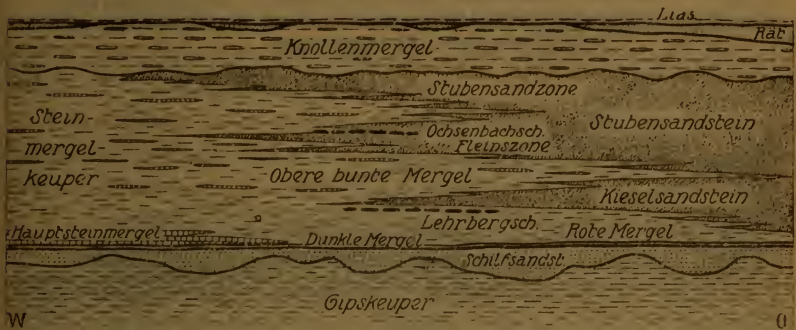 Lias
Rät
Knollenmergel
Stubensandzone
Stein-
mergel-
keuper
Stubensandstein
Ochsenbachsch.
Fleinszone
Obere bunte Mergel
Kieselsandstein
Lehrbergsch.
Hauptsteinmergel
Dunkle Mergel
Rote Mergel
Schilfsandst.
Gipskeuper
W
O